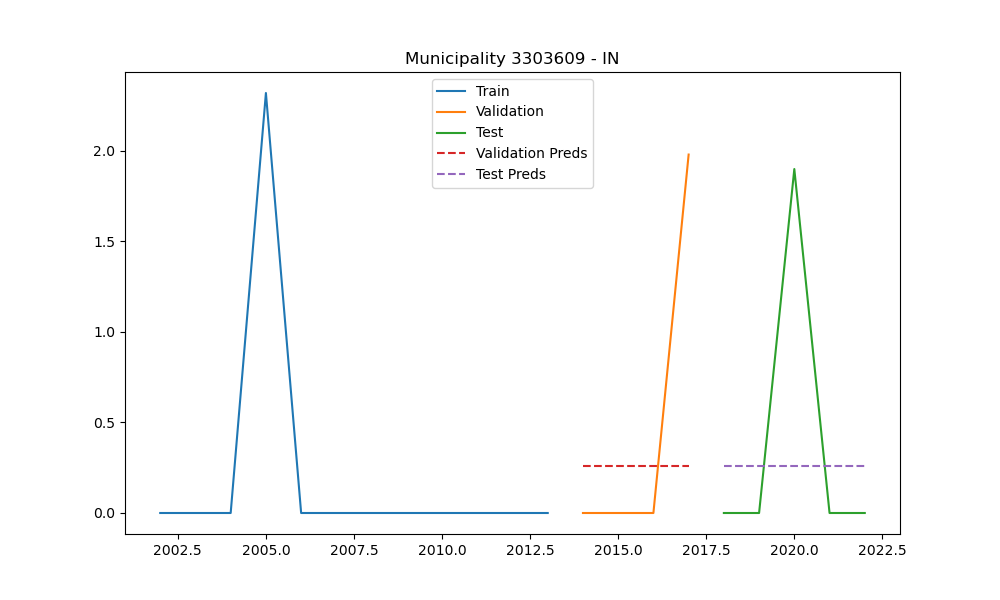 Municipality 3303609 - IN
Train
Validation
Test
Validation Preds
Test Preds
2.0
1.5
1.0
0.5
0.0
2002.5 2005.0 2007.5 2010.0 2012.5 2015.0 2017.5 2020.0 2022.5